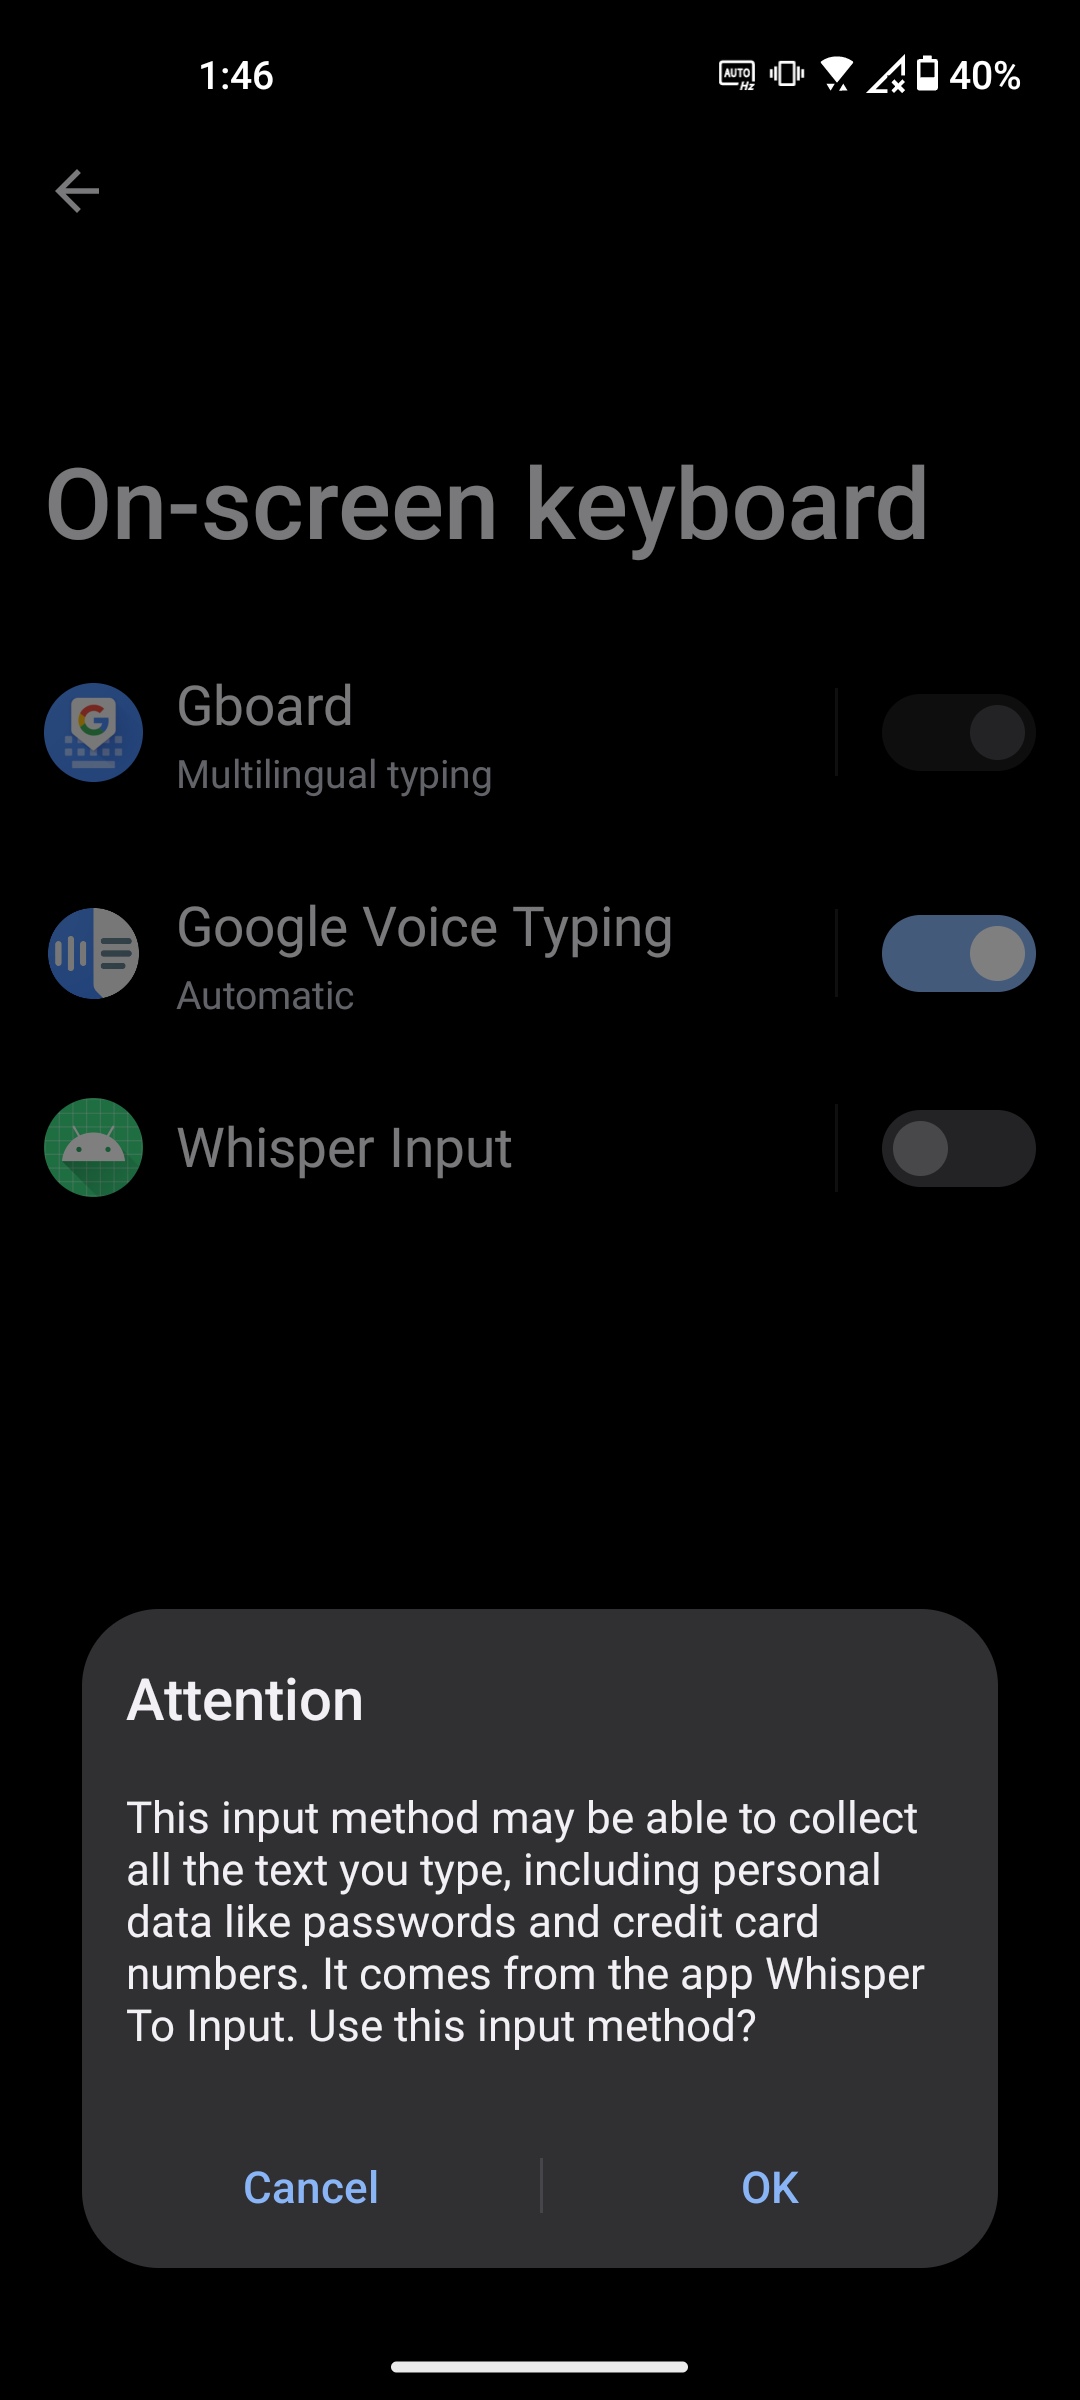 1:46
AUTO Hz
40%
On-screen keyboard
G
Gboard
Multilingual typing
Google Voice Typing
Automatic
Whisper Input
Attention
This input method may be able to collect
all the text you type, including personal
data like passwords and credit card
numbers. It comes from the app Whisper
To Input. Use this input method?
Cancel
OK